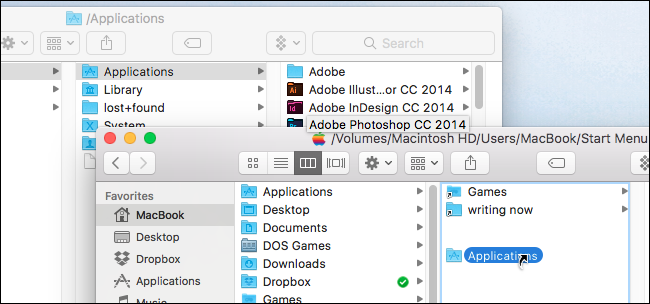 /Applications
Search
Applications
Library
lost+found
System
Adobe
Adobe Illust...or CC 2014
Adobe InDesign CC 2014
Adobe Photoshop CC 2014
/Volumes/Macintosh HD/Users/MacBook/Start Menu
Favorites
MacBook
Desktop
Dropbox
Applications
Music
Applications
Desktop
Documents
DOS Games
Downloads
Dropbox
Games
Games
writing now
Applications